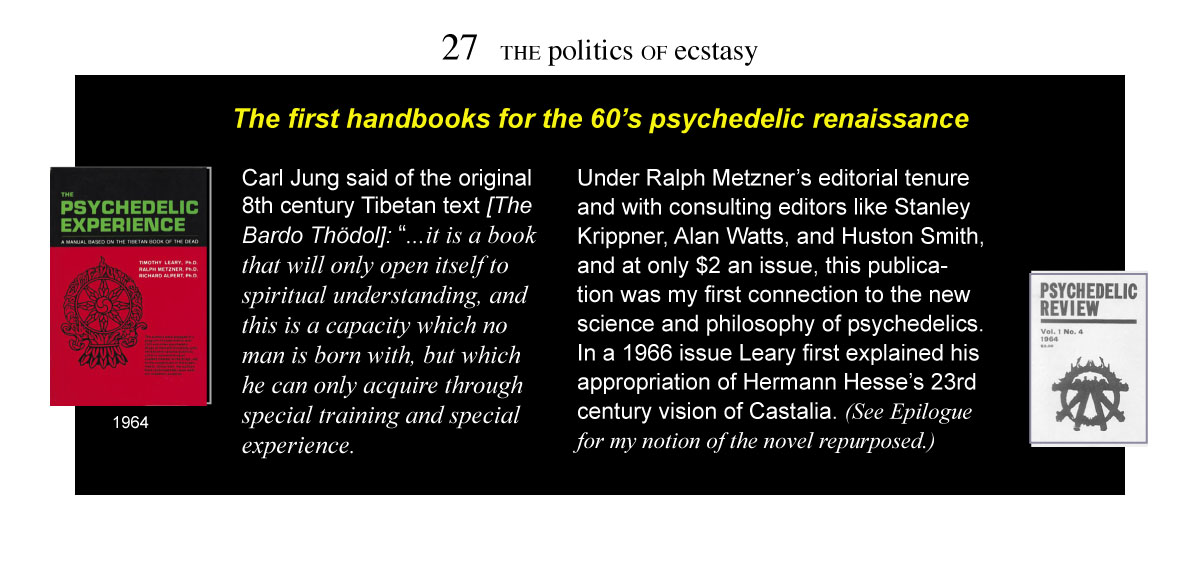 27 THE politics OF ecstasy
The first handbooks for the 60’s psychedelic renaissance
THE
PSYCHEDELIC
EXPERIENCE
A MANUAL BASED ON THE TIBETAN BOOK OF THE DEAD
TIMOTHY LEARY, Ph.D.
RALPH METZNER, Ph.D.
RICHARD ALPERT, Ph.D.
1964
Carl Jung said of the original
8th century Tibetan text [The
Bardo Thödol]: “...it is a book
that will only open itself to
spiritual understanding, and
this is a capacity which no
man is born with, but which
he can only acquire through
special training and special
experience.
Under Ralph Metzner’s editorial tenure
and with consulting editors like Stanley
Krippner, Alan Watts, and Huston Smith,
and at only $2 an issue, this publica-
tion was my first connection to the new
science and philosophy of psychedelics.
In a 1966 issue Leary first explained his
appropriation of Hermann Hesse’s 23rd
century vision of Castalia. (See Epilogue
for my notion of the novel repurposed.)
PSYCHEDELIC
REVIEW
Vol. 1 No. 4
1964